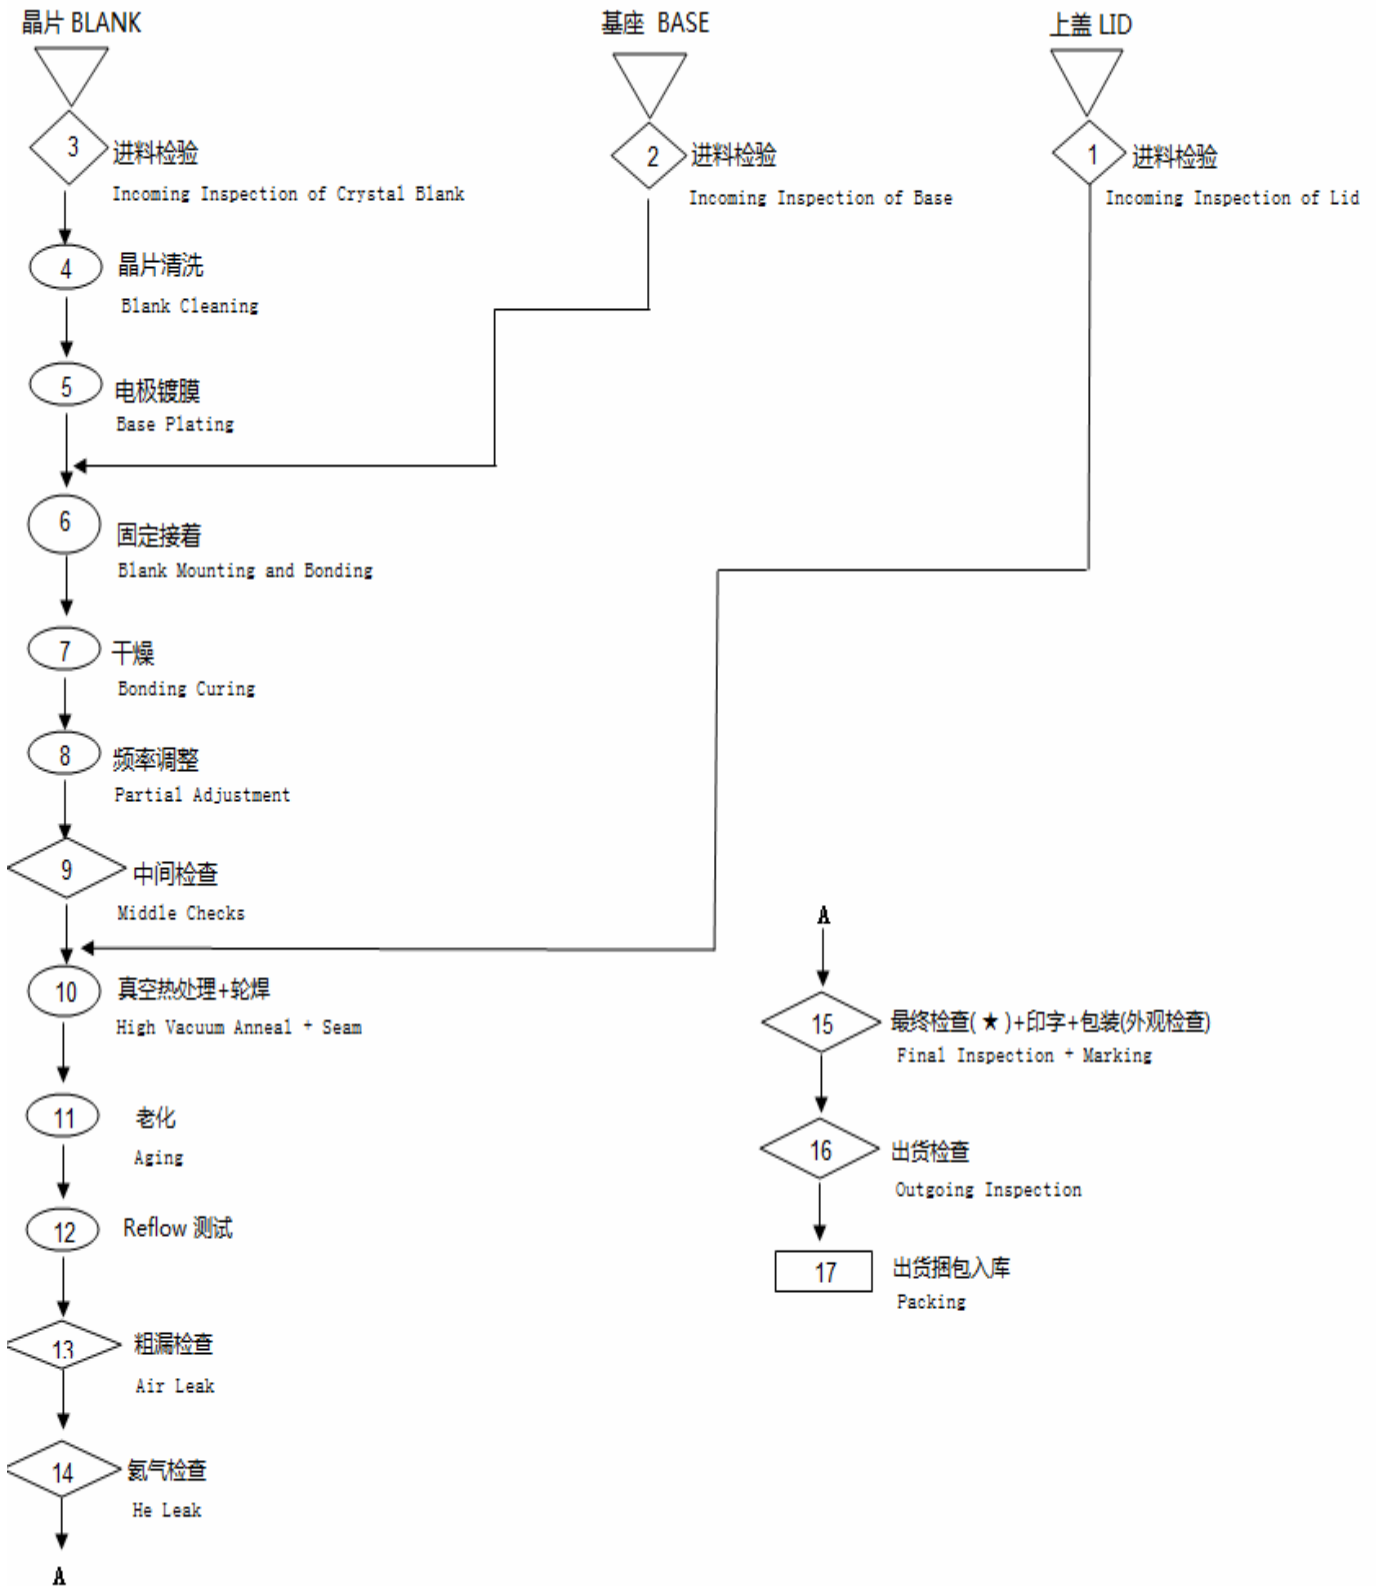 晶片 BLANK
基座 BASE
上盖 LID
3
进料检验
Incoming Inspection of Crystal Blank
2
进料检验
Incoming Inspection of Base
1
进料检验
Incoming Inspection of Lid
4
晶片清洗
Blank Cleaning
5
电极镀膜
Base Plating
6
固定接着
Blank Mounting and Bonding
7
干燥
Bonding Curing
8
频率调整
Partial Adjustment
9
中间检查
Middle Checks
10
真空热处理+轮焊
High Vacuum Anneal + Seam
11
老化
Aging
12
Reflow 测试
13
粗漏检查
Air Leak
14
氦气检查
He Leak
A
A
15
最终检查(★)+印字+包装(外观检查)
Final Inspection + Marking
16
出货检查
Outgoing Inspection
17
出货捆包入库
Packing